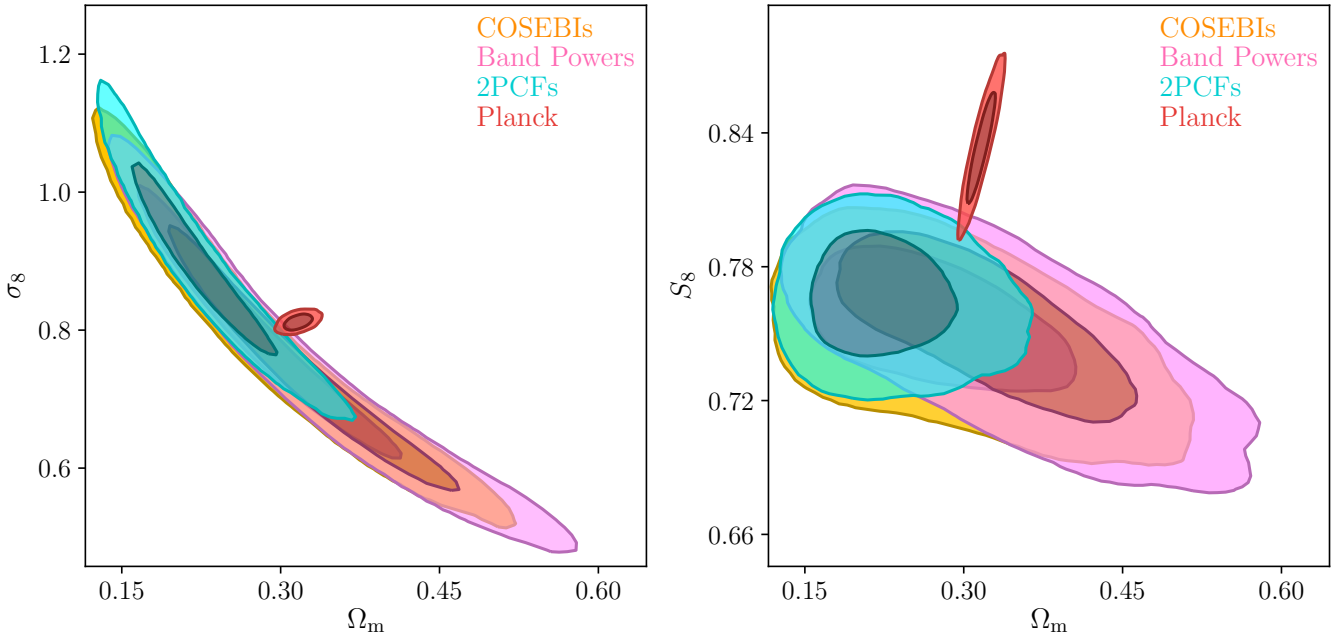 COSEBIs
Band Powers
2PCFs
Planck
1.2
1.0
0.8
0.6
σ8
0.15 0.30 0.45 0.60
Ωm
COSEBIs
Band Powers
2PCFs
Planck
0.84
0.78
0.72
0.66
S8
0.15 0.30 0.45 0.60
Ωm